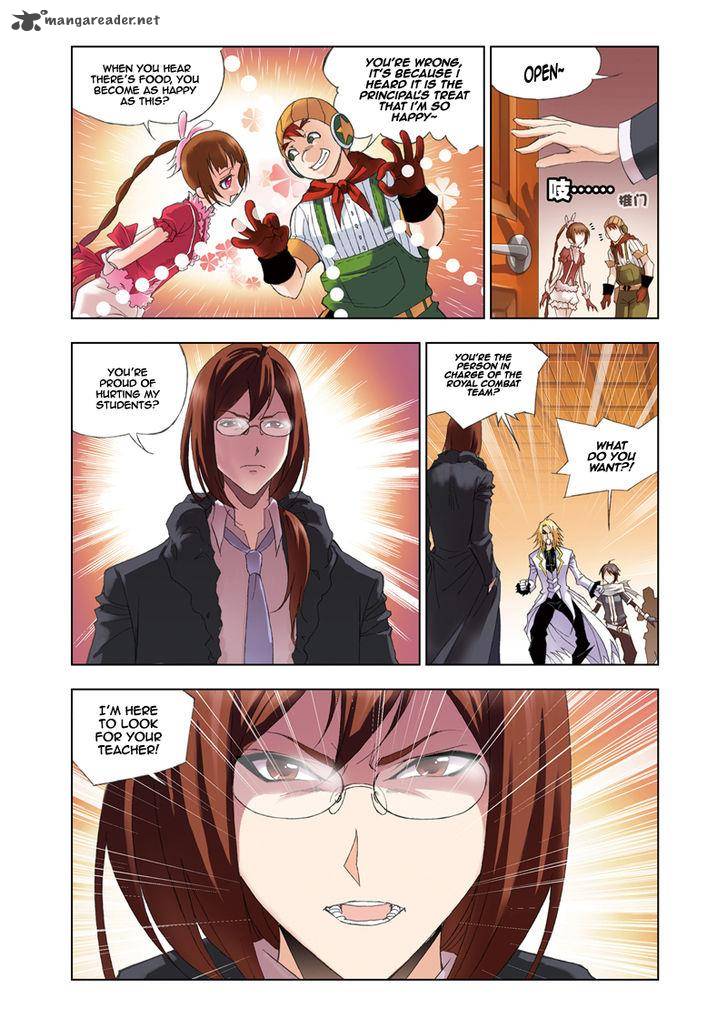 mangareader.net
WHEN YOU HEAR
THERE'S FOOD, YOU
BECOME AS HAPPY
AS THIS?
YOU'RE WRONG,
IT'S BECAUSE I
HEARD IT IS THE
PRINCIPAL'S TREAT
THAT I'M SO
HAPPY~
OPEN~
吱……
推门
YOU'RE
PROUD OF
HURTING MY
STUDENTS?
YOU'RE THE
PERSON IN
CHARGE OF THE
ROYAL COMBAT
TEAM?
WHAT
DO YOU
WANT?!
I'M HERE
TO LOOK
FOR YOUR
TEACHER!